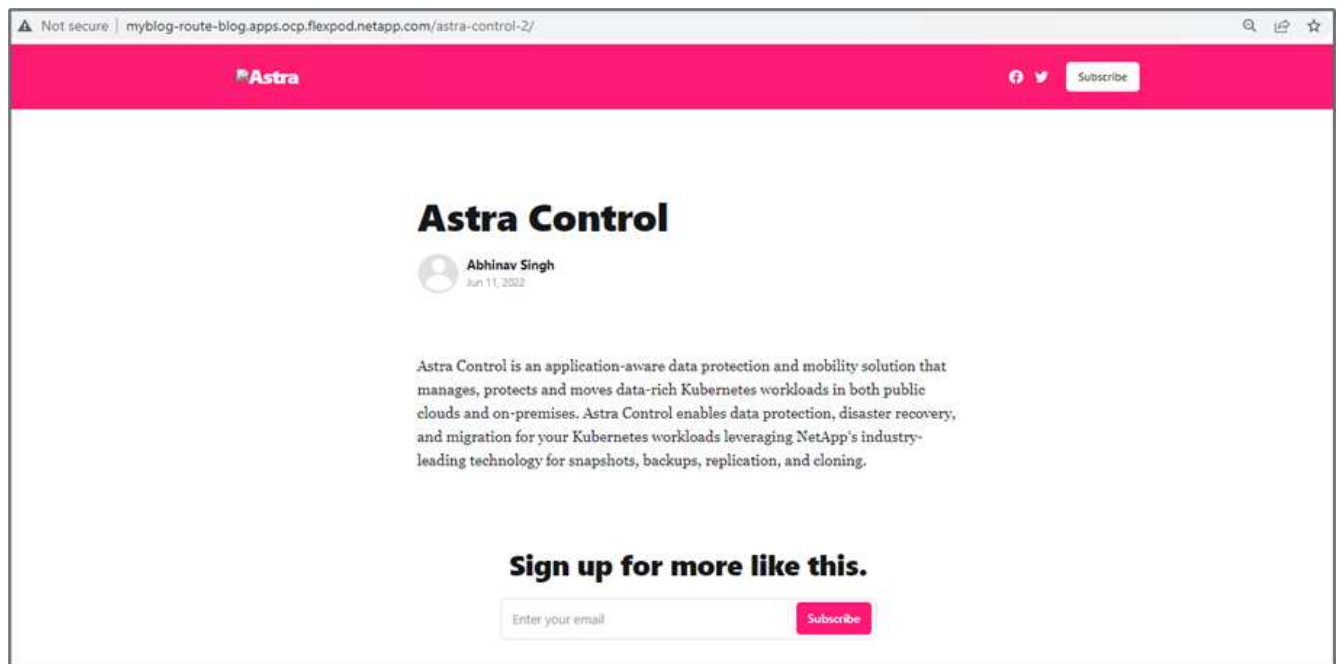 Not secure | myblog-route-blog.apps.ocp.flexpod.netapp.com/astra-control-2/
Astra
Subscribe
Astra Control
Abhinav Singh
Jun 11, 2022
Astra Control is an application-aware data protection and mobility solution that
manages, protects and moves data-rich Kubernetes workloads in both public
clouds and on-premises. Astra Control enables data protection, disaster recovery,
and migration for your Kubernetes workloads leveraging NetApp's industry-
leading technology for snapshots, backups, replication, and cloning.
Sign up for more like this.
Enter your email
Subscribe